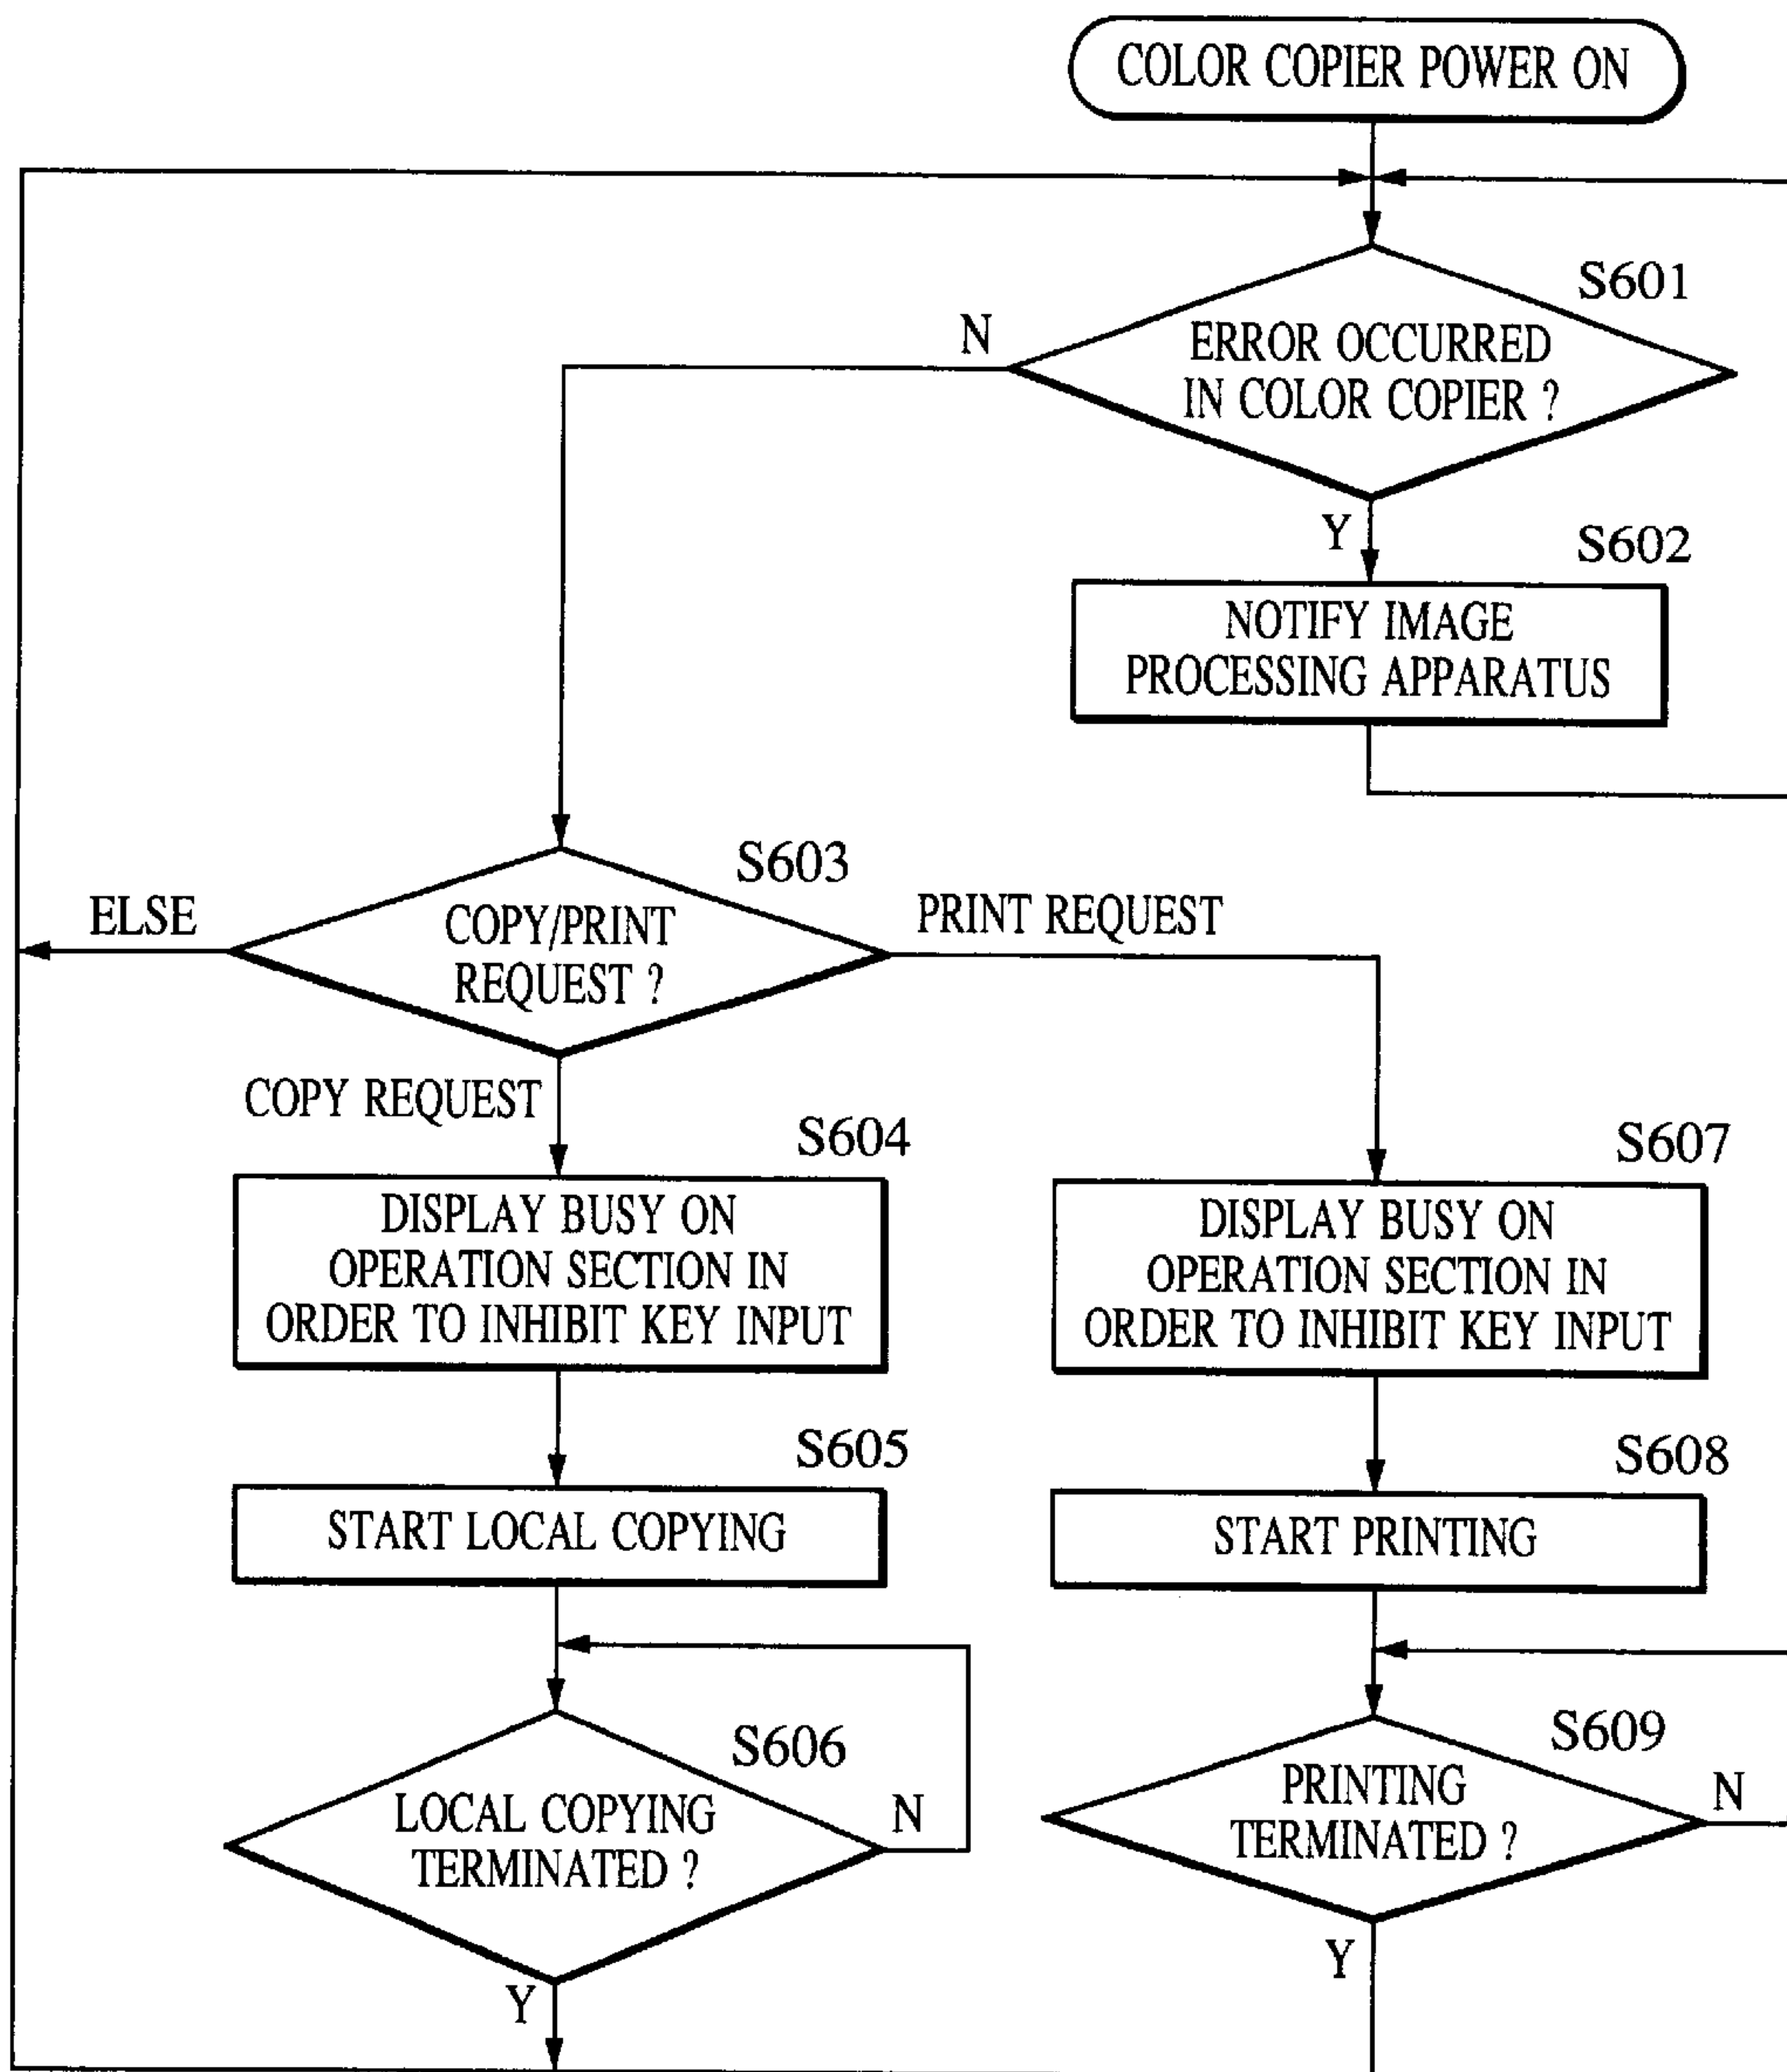 COLOR COPIER POWER ON
S601
N
ERROR OCCURRED
IN COLOR COPIER ?
Y
S602
NOTIFY IMAGE
PROCESSING APPARATUS
S603
ELSE
COPY/PRINT
REQUEST ?
PRINT REQUEST
COPY REQUEST
S604
DISPLAY BUSY ON
OPERATION SECTION IN
ORDER TO INHIBIT KEY INPUT
S607
DISPLAY BUSY ON
OPERATION SECTION IN
ORDER TO INHIBIT KEY INPUT
S605
START LOCAL COPYING
S608
START PRINTING
S606
LOCAL COPYING
TERMINATED ?
N
Y
S609
PRINTING
TERMINATED ?
N
Y